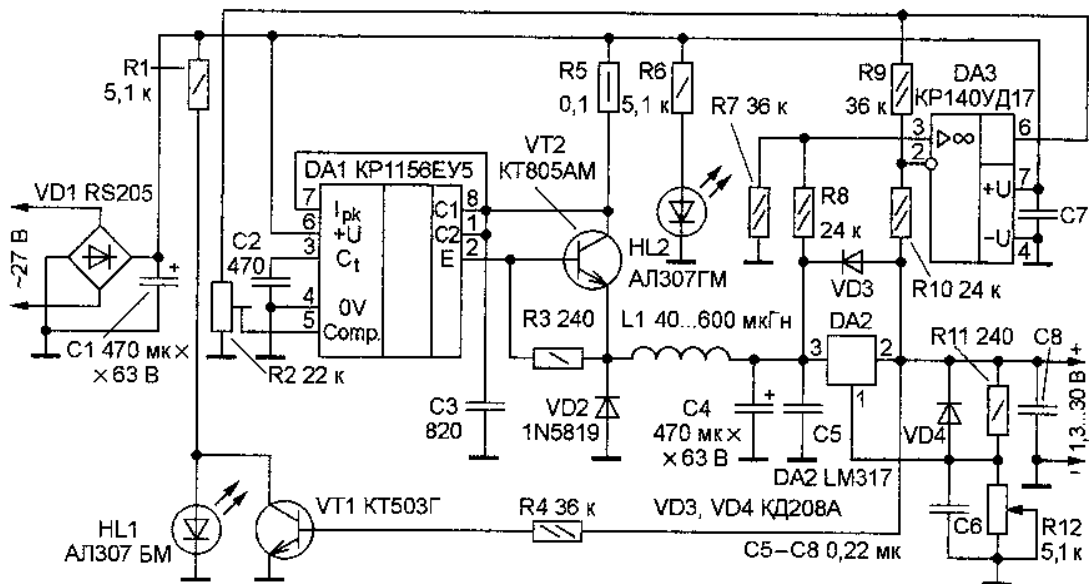 R1
5,1 к
R5
0,1
R6
5,1 к
R9
36 к
DA3
КР140УД17
R7 36 к
3
▷∞
6
2
7
+U
–U
4
C7
VT2
КТ805АМ
DA1 КР1156ЕУ5
7
Ipk
C1
8
6
+U
C2
1
3
Ct
E
2
4
0V
5
Comp.
VD1 RS205
~27 В
C2
470
+
C1 470 мк×
×63 В
R2 22 к
R8
24 к
HL2
АЛ307ГМ
VD3
R10 24 к
R3 240
L1 40...600 мкГн
DA2
3
2
1
R11 240
C8
+
1,3...30 В
–
C3
820
VD2
1N5819
C4
470 мк×
×63 В
+
C5
VD4
DA2 LM317
HL1
АЛ307 БМ
VT1 КТ503Г
R4 36 к
VD3, VD4 КД208А
C6
R12
5,1 к
C5–C8 0,22 мк